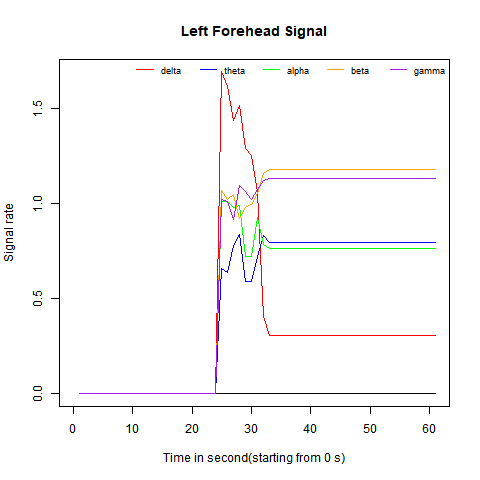 Left Forehead Signal
delta theta alpha beta gamma
Signal rate
1.5
1.0
0.5
0.0
0 10 20 30 40 50 60
Time in second(starting from 0 s)